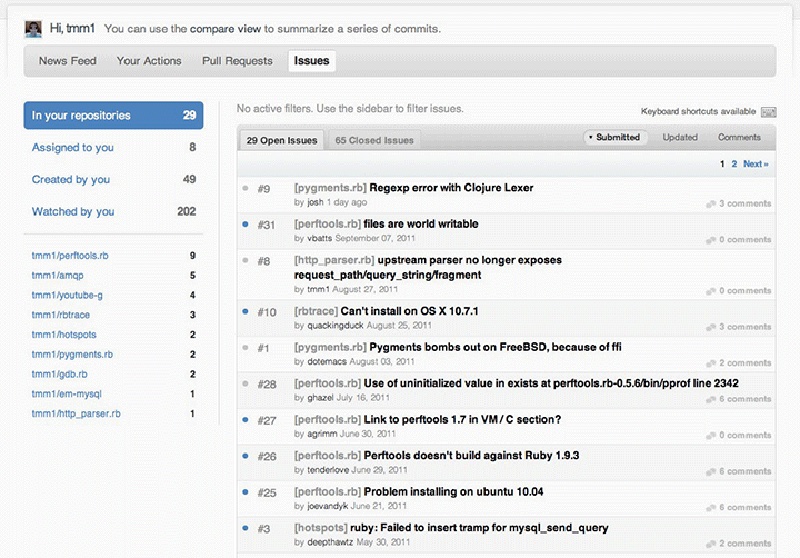 Hi, tmm1 You can use the compare view to summarize a series of commits.
News Feed Your Actions Pull Requests Issues
In your repositories 29
Assigned to you 8
Created by you 49
Watched by you 202
tmm1/perftools.rb 9
tmm1/amqp 5
tmm1/youtube-g 4
tmm1/rbtrace 3
tmm1/hotspots 2
tmm1/pygments.rb 2
tmm1/gdb.rb 2
tmm1/em-mysql 1
tmm1/http_parser.rb 1
No active filters. Use the sidebar to filter issues.
Keyboard shortcuts available
29 Open Issues 65 Closed Issues • Submitted Updated Comments
1 2 Next »
#9 [pygments.rb] Regexp error with Clojure Lexer
by josh 1 day ago 3 comments
#31 [perftools.rb] files are world writable
by vbatts September 07, 2011 0 comments
#8 [http_parser.rb] upstream parser no longer exposes
request_path/query_string/fragment
by tmm1 August 27, 2011 0 comments
#10 [rbtrace] Can't install on OS X 10.7.1
by quackingduck August 25, 2011 3 comments
#1 [pygments.rb] Pygments bombs out on FreeBSD, because of ffi
by dotemacs August 03, 2011 2 comments
#28 [perftools.rb] Use of uninitialized value in exists at perftools.rb-0.5.6/bin/pprof line 2342
by ghazel July 16, 2011 6 comments
#27 [perftools.rb] Link to perftools 1.7 in VM / C section?
by agrimm June 30, 2011 0 comments
#26 [perftools.rb] Perftools doesn't build against Ruby 1.9.3
by tenderlove June 29, 2011 6 comments
#25 [perftools.rb] Problem installing on ubuntu 10.04
by joevandyk June 21, 2011 6 comments
#3 [hotspots] ruby: Failed to insert tramp for mysql_send_query
by deepthawtz May 30, 2011 2 comments